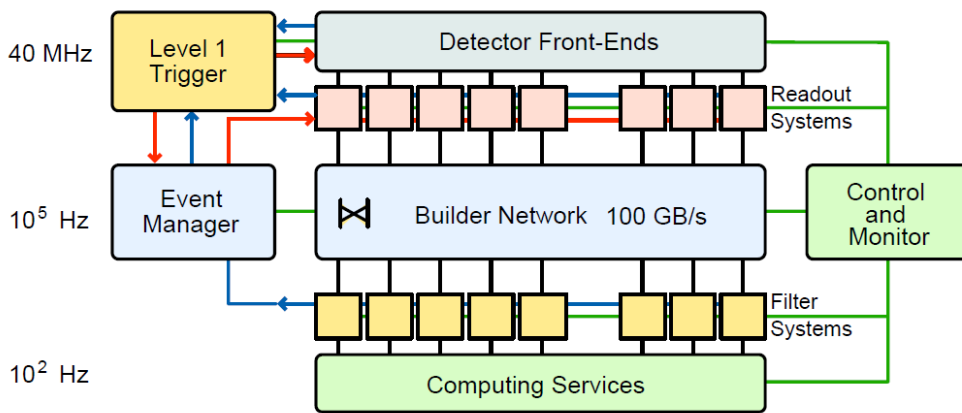 Level 1
Trigger
Detector Front-Ends
40 MHz
Readout
Systems
Event
Manager
Builder Network 100 GB/s
Control
and
Monitor
10⁵ Hz
Filter
Systems
10² Hz
Computing Services